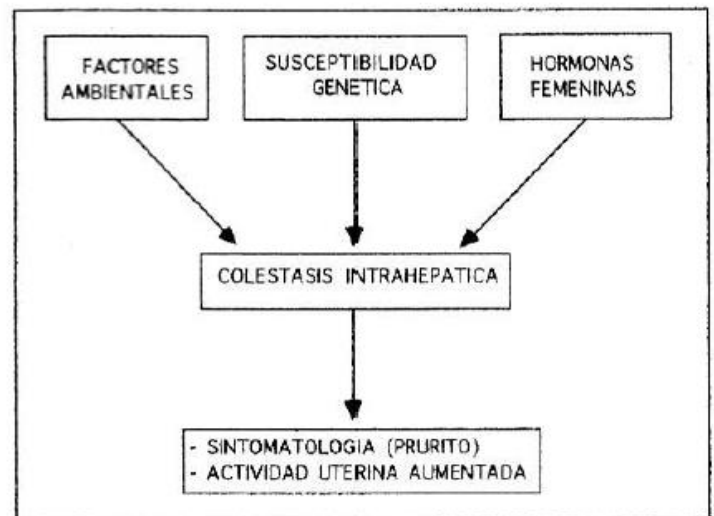 FACTORES
AMBIENTALES
SUSCEPTIBILIDAD
GENETICA
HORMONAS
FEMENINAS
COLESTASIS INTRAHEPATICA
- SINTOMATOLOGIA (PRURITO)
- ACTIVIDAD UTERINA AUMENTADA